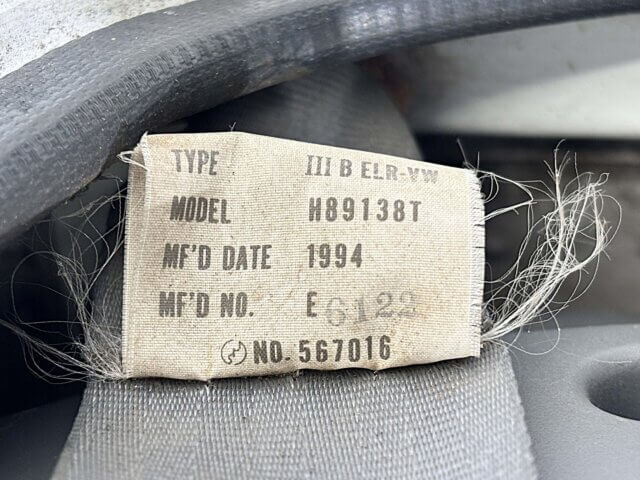 TYPE III B ELR-VW
MODEL H89138T
MF'D DATE 1994
MF'D NO. E 6122
NO. 567016